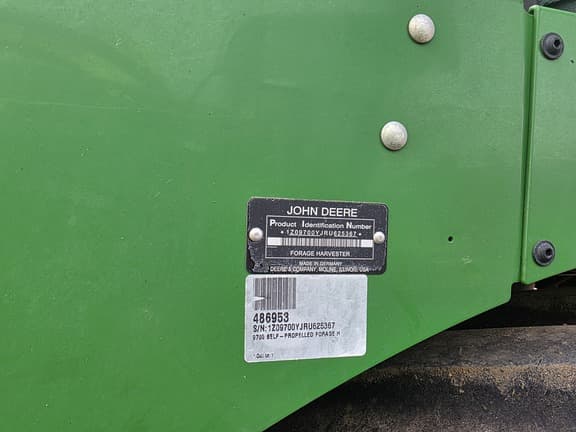 JOHN DEERE
Product Identification Number
* 1Z09700YJRU625367 *
FORAGE HARVESTER
MADE IN GERMANY
DEERE & COMPANY, MOLINE, ILLINOIS, USA
486953
S/N:1Z09700YJRU625367
9700 SELF-PROPELLED FORAGE H